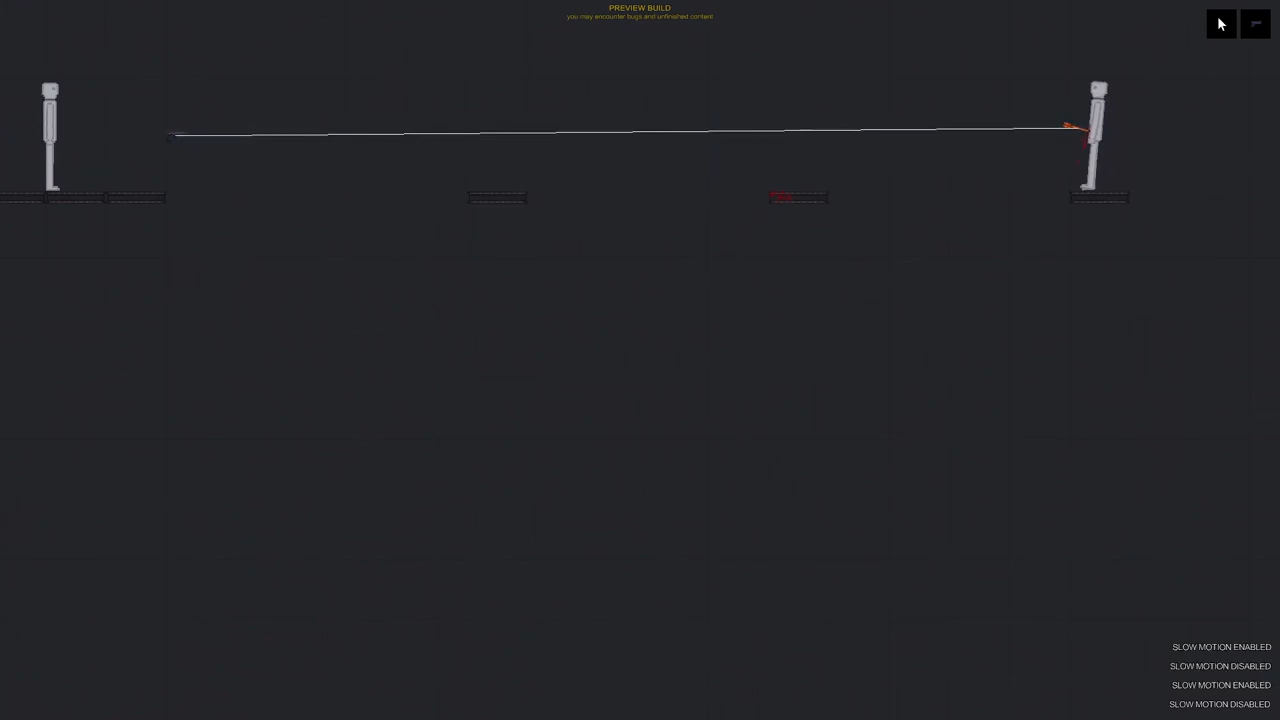 PREVIEW BUILD
you may encounter bugs and unfinished content
SLOW MOTION ENABLED
SLOW MOTION DISABLED
SLOW MOTION ENABLED
SLOW MOTION DISABLED